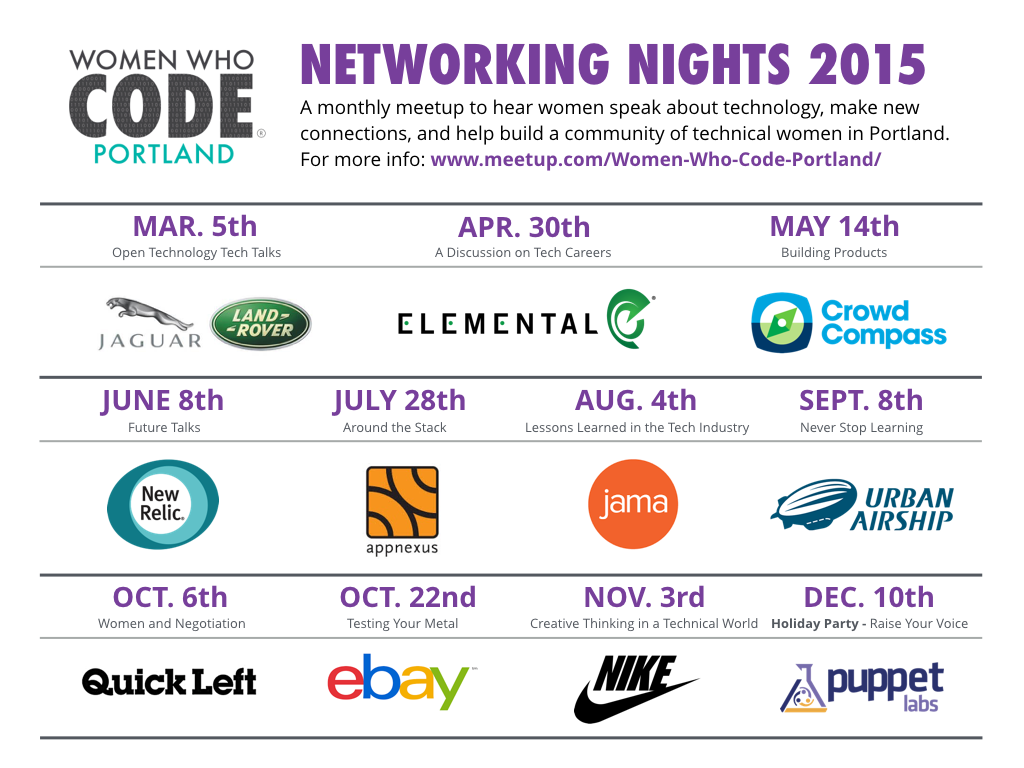 WOMEN WHO
CODE®
PORTLAND
NETWORKING NIGHTS 2015
A monthly meetup to hear women speak about technology, make new
connections, and help build a community of technical women in Portland.
For more info: www.meetup.com/Women-Who-Code-Portland/
MAR. 5th
Open Technology Tech Talks
APR. 30th
A Discussion on Tech Careers
MAY 14th
Building Products
JAGUAR
LAND-
ROVER
ELEMENTAL
Crowd
Compass
JUNE 8th
Future Talks
JULY 28th
Around the Stack
AUG. 4th
Lessons Learned in the Tech Industry
SEPT. 8th
Never Stop Learning
New
Relic.
appnexus
jama
URBAN
AIRSHIP
OCT. 6th
Women and Negotiation
OCT. 22nd
Testing Your Metal
NOV. 3rd
Creative Thinking in a Technical World
DEC. 10th
Holiday Party - Raise Your Voice
Quick Left
ebay™
NIKE
puppet
labs